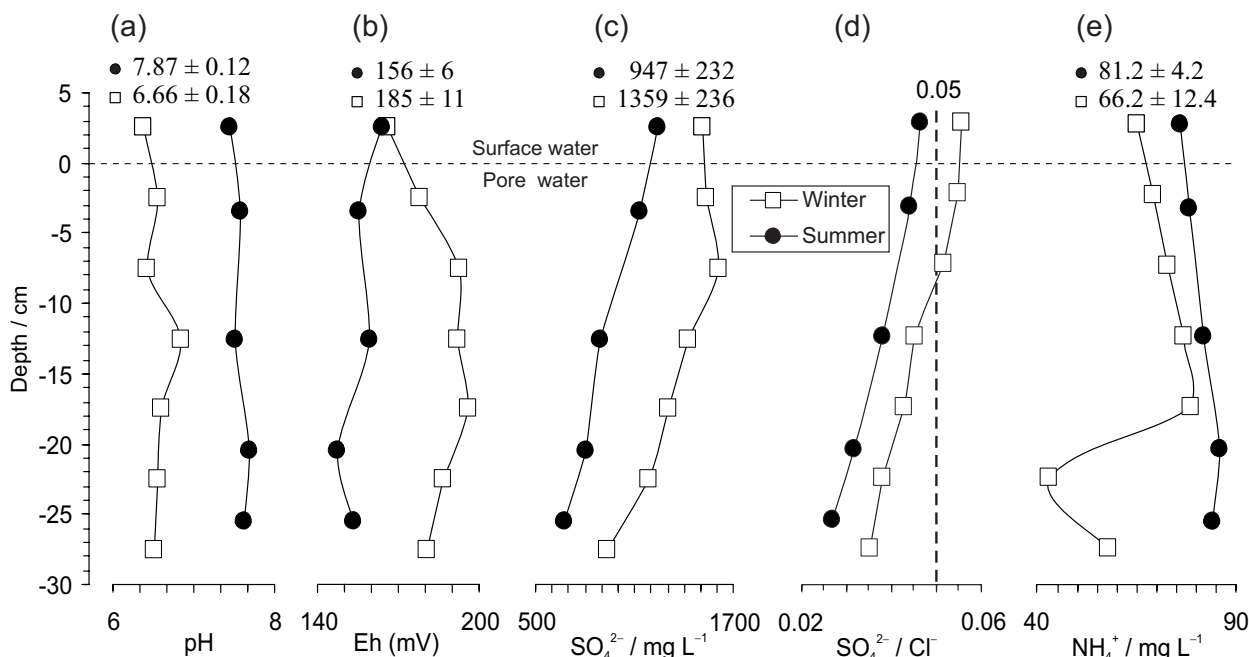 (a)
(b)
(c)
(d)
(e)
7.87 ± 0.12
6.66 ± 0.18
156 ± 6
185 ± 11
947 ± 232
1359 ± 236
0.05
81.2 ± 4.2
66.2 ± 12.4
Surface water
Pore water
Winter
Summer
Depth / cm
5
0
-5
-10
-15
-20
-25
-30
6
8
pH
140
200
Eh (mV)
500
1700
SO₄²⁻ / mg L⁻¹
0.02
0.06
SO₄²⁻ / Cl⁻
40
90
NH₄⁺ / mg L⁻¹